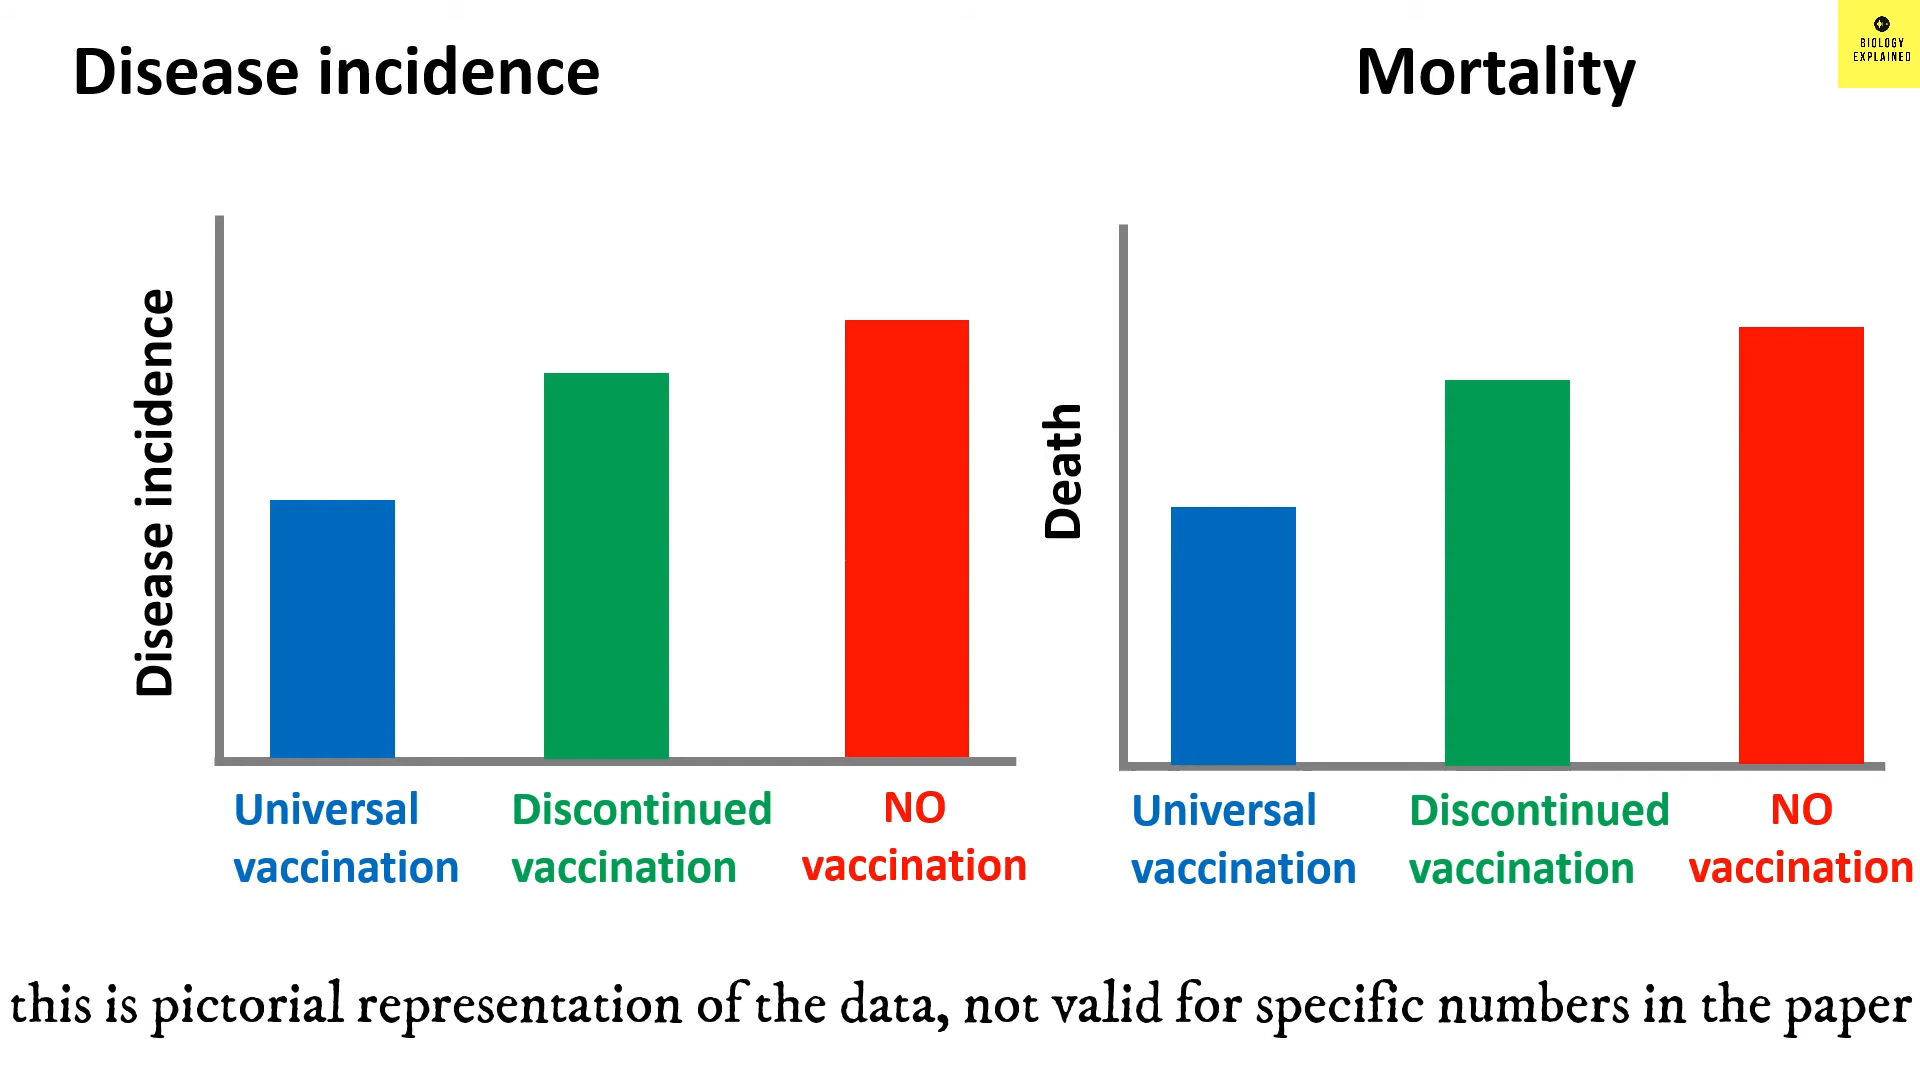 Disease incidence
Mortality
BIOLOGY
EXPLAINED
Disease incidence
Death
Universal
vaccination
Discontinued
vaccination
NO
vaccination
Universal
vaccination
Discontinued
vaccination
NO
vaccination
this is pictorial representation of the data, not valid for specific numbers in the paper